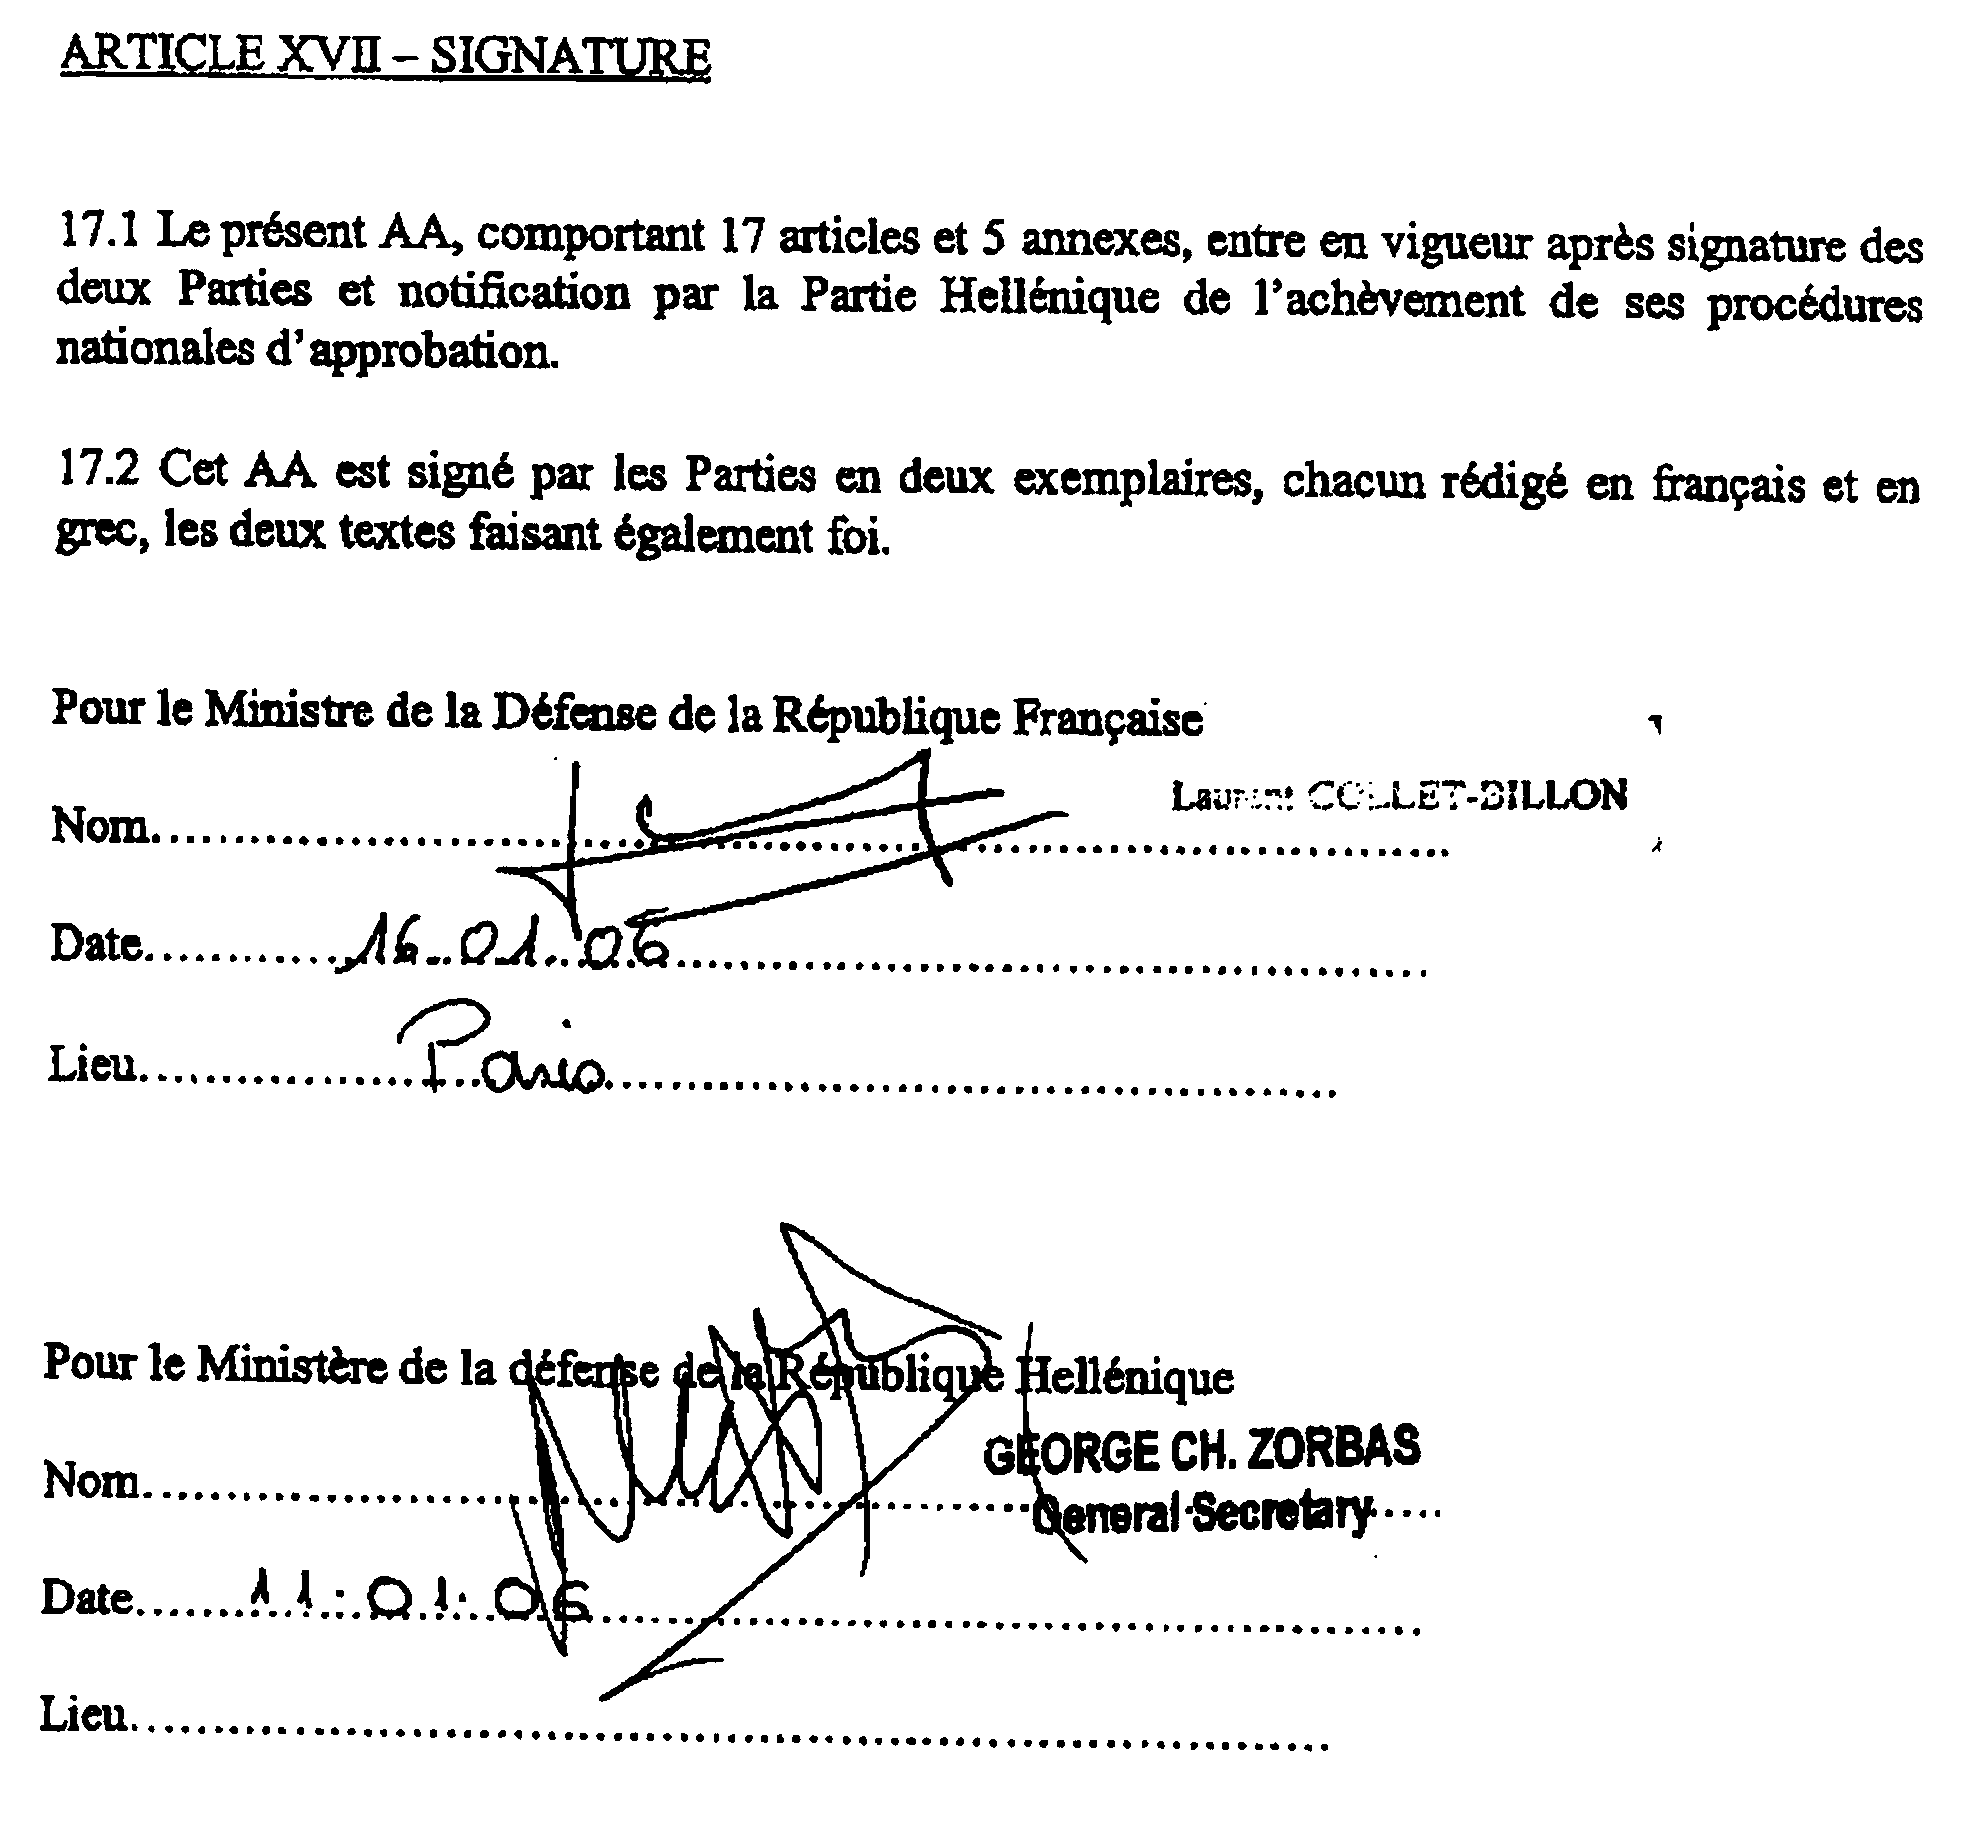 ARTICLE XVII – SIGNATURE
17.1 Le présent AA, comportant 17 articles et 5 annexes, entre en vigueur après signature des
deux Parties et notification par la Partie Hellénique de l'achèvement de ses procédures
nationales d'approbation.
17.2 Cet AA est signé par les Parties en deux exemplaires, chacun rédigé en français et en
grec, les deux textes faisant également foi.
Pour le Ministre de la Défense de la République Française
Laurent COLLET-BILLON
Nom
Date 16.01.06
Lieu Paris
Pour le Ministère de la défense de la République Hellénique
GEORGE CH. ZORBAS
Nom
General Secretary
Date 11.01.06
Lieu